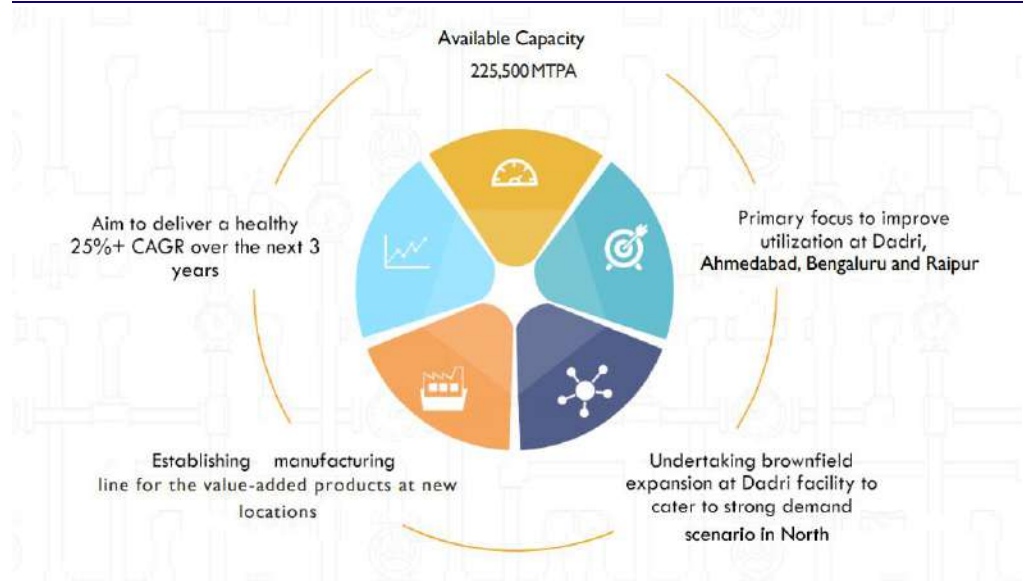 Available Capacity
225,500 MTPA
Primary focus to improve
utilization at Dadri,
Ahmedabad, Bengaluru and Raipur
Undertaking brownfield
expansion at Dadri facility to
cater to strong demand
scenario in North
Establishing manufacturing
line for the value-added products at new
locations
Aim to deliver a healthy
25%+ CAGR over the next 3
years